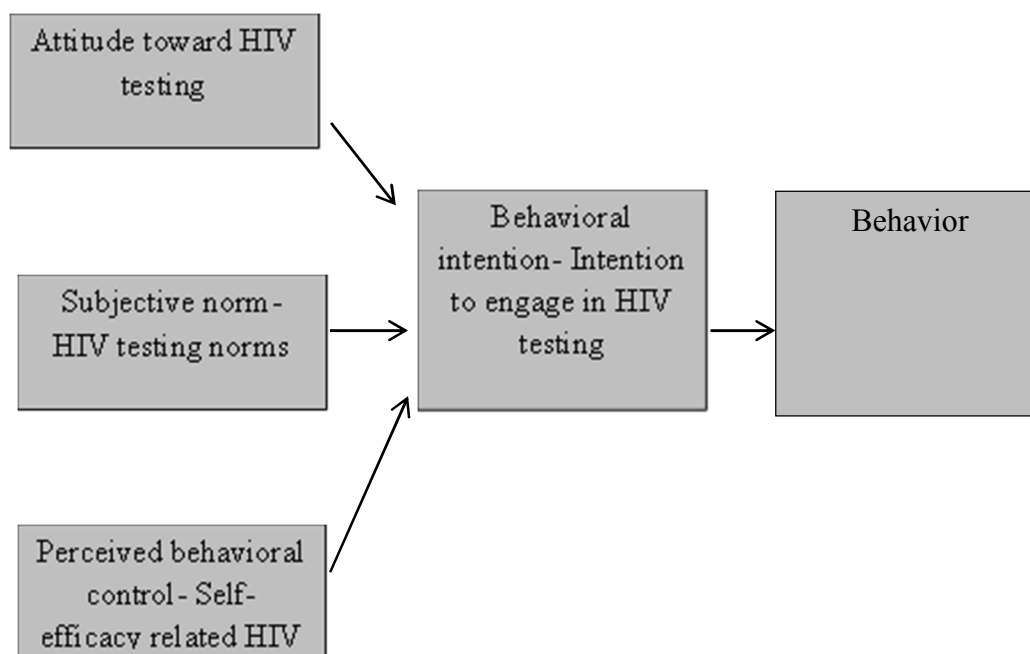 Attitude toward HIV
testing
Subjective norm -
HIV testing norms
Perceived behavioral
control - Self-
efficacy related HIV
Behavioral
intention- Intention
to engage in HIV
testing
Behavior